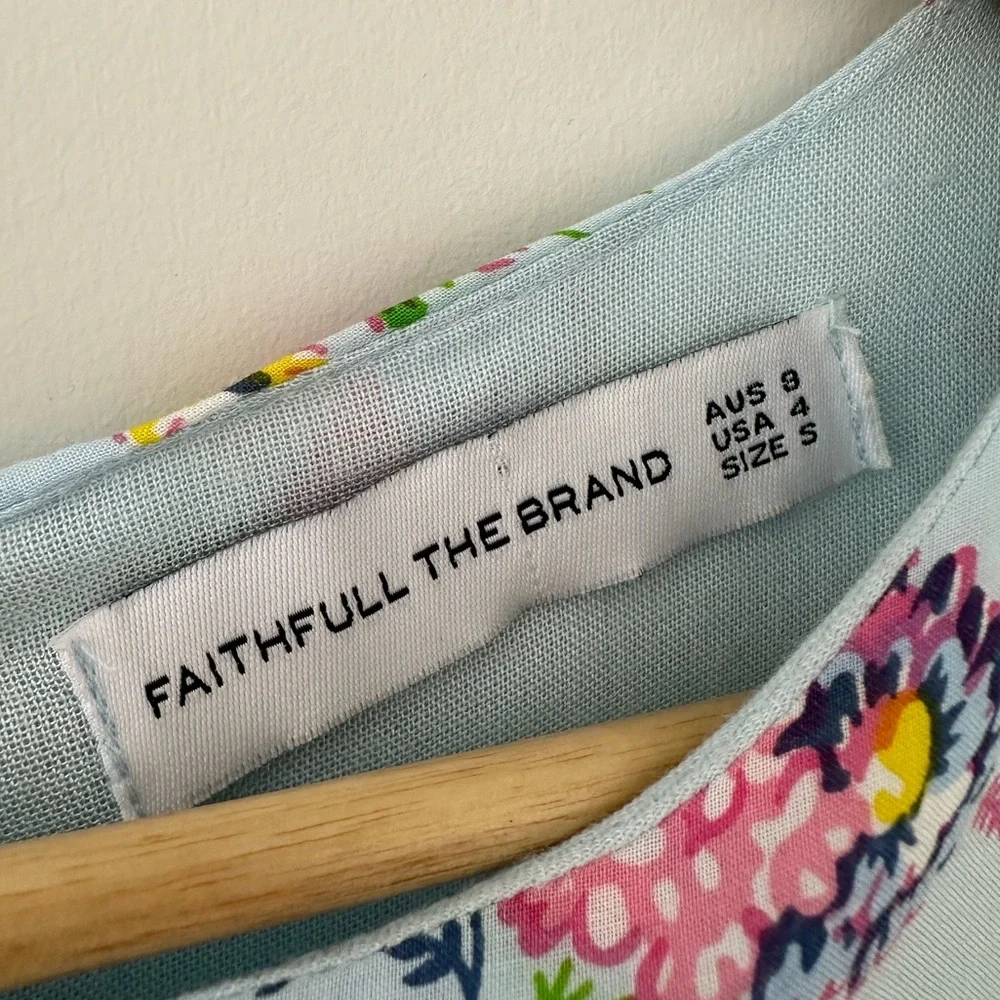 FAITHFULL THE BRAND
AUS 8
USA 4
SIZE S